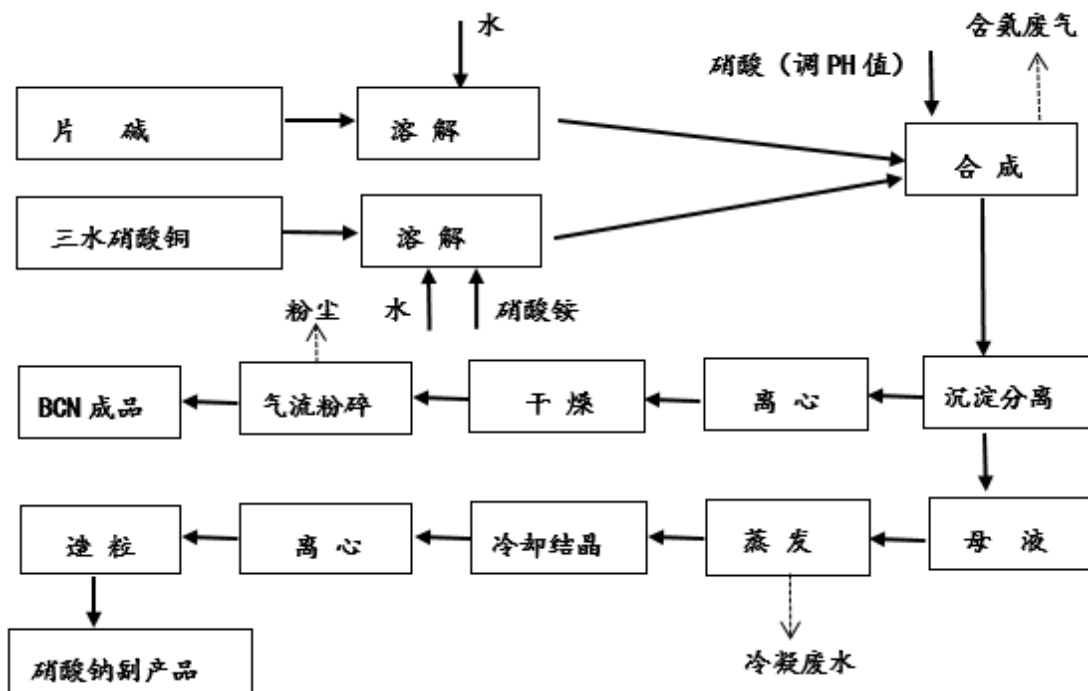 水
硝酸（调PH值）
含氨废气
片 碱
溶 解
合 成
三水硝酸铜
溶 解
粉尘
水
硝酸铵
BCN成品
气流粉碎
干 燥
离 心
沉淀分离
造 粒
离 心
冷却结晶
蒸 发
母 液
硝酸钠副产品
冷凝废水